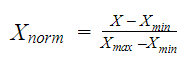 X_norm = (X − X_min) / (X_max − X_min)